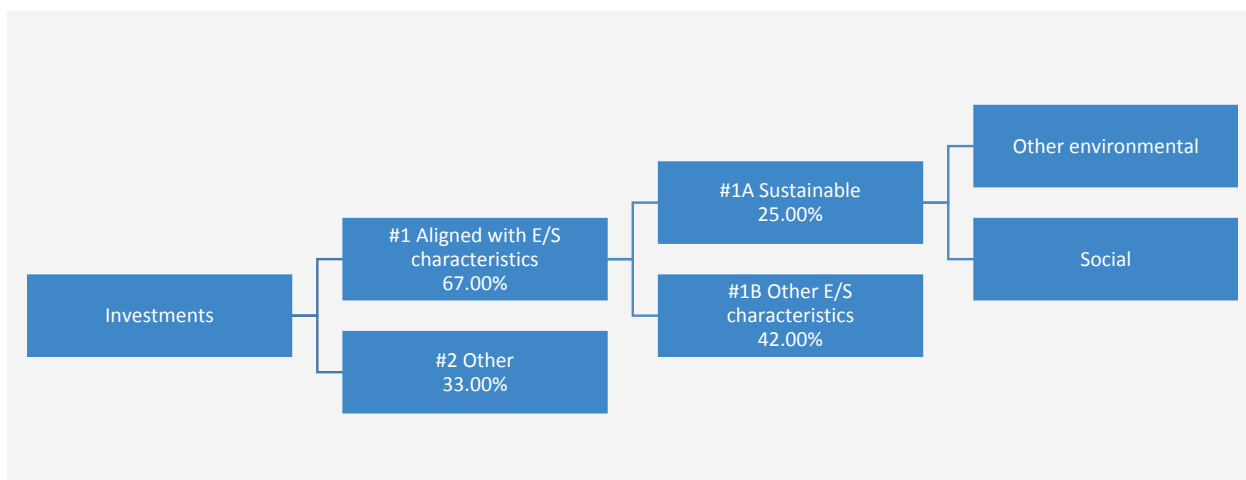 Investments
#1 Aligned with E/S
characteristics
67.00%
#2 Other
33.00%
#1A Sustainable
25.00%
#1B Other E/S
characteristics
42.00%
Other environmental
Social